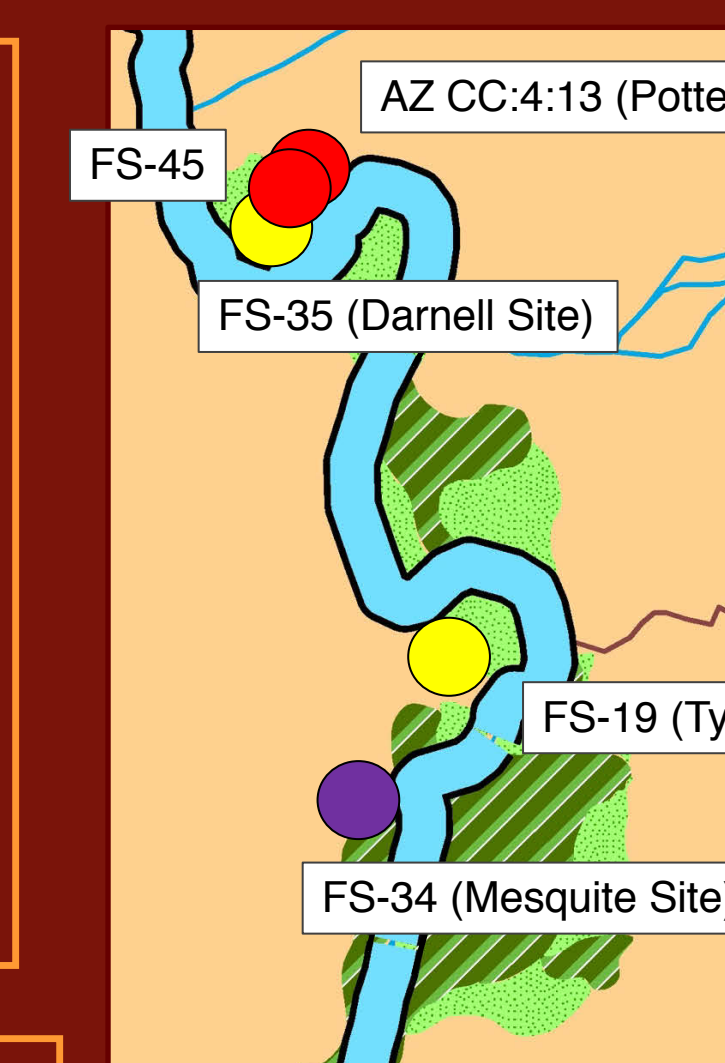 AZ CC:4:13 (Potte
FS-45
FS-35 (Darnell Site)
FS-19 (Ty
FS-34 (Mesquite Site)